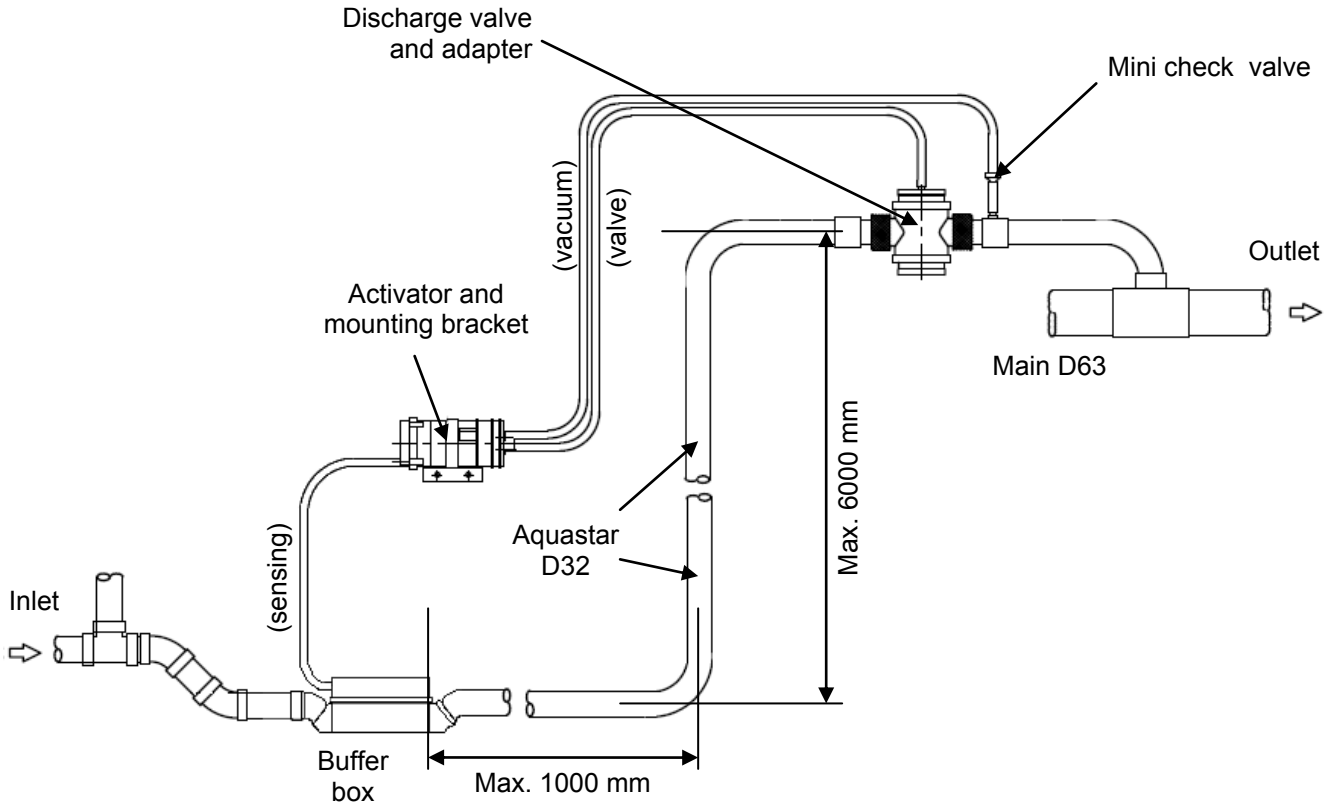 Discharge valve
and adapter
Mini check valve
(vacuum)
(valve)
Outlet
Activator and
mounting bracket
Main D63
Max. 6000 mm
Aquastar
D32
(sensing)
Inlet
Buffer
box
Max. 1000 mm